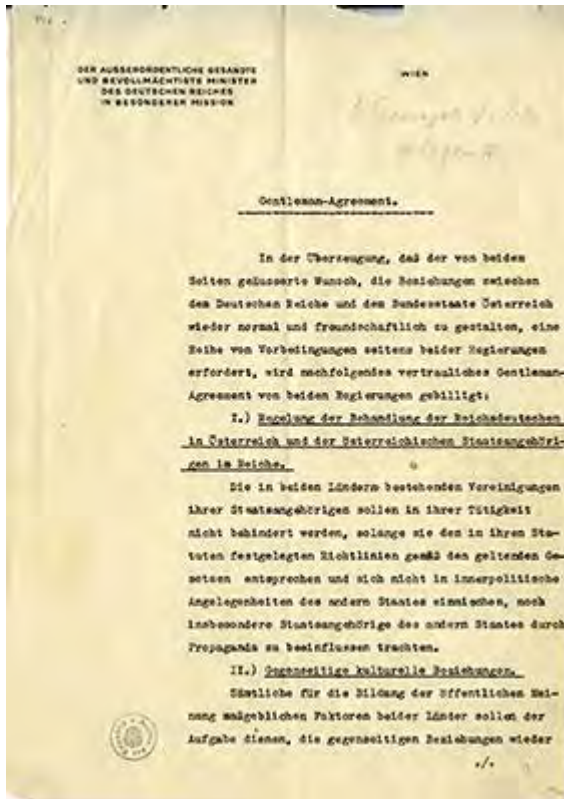 DER AUSSERORDENTLICHE GESANDTE
UND BEVOLLMÄCHTIGTE MINISTER
DES DEUTSCHEN REICHES
IN BESONDERER MISSION
WIEN
Gentleman-Agreement.
In der Überzeugung, daß der von beiden
Seiten geäusserte Wunsch, die Beziehungen zwischen
dem Deutschen Reiche und dem Bundesstaate Österreich
wieder normal und freundschaftlich zu gestalten, eine
Reihe von Vorbedingungen seitens beider Regierungen
erfordert, wird nachfolgendes vertrauliches Gentleman-
Agreement von beiden Regierungen gebilligt:
I.) Regelung der Behandlung der Reichsdeutschen
in Österreich und der österreichischen Staatsangehöri-
gen im Reiche.
Die in beiden Ländern bestehenden Vereinigungen
ihrer Staatsangehörigen sollen in ihrer Tätigkeit
nicht behindert werden, solange sie den in ihren Sta-
tuten festgelegten Richtlinien gemäß den geltenden Ge-
setzen entsprechen und sich nicht in innerpolitische
Angelegenheiten des andern Staates einmischen, noch
insbesondere Staatsangehörige des andern Staates durch
Propaganda zu beeinflussen trachten.
II.) Gegenseitige kulturelle Beziehungen.
Sämtliche für die Bildung der öffentlichen Mei-
nung maßgeblichen Faktoren beider Länder sollen der
Aufgabe dienen, die gegenseitigen Beziehungen wieder
./.